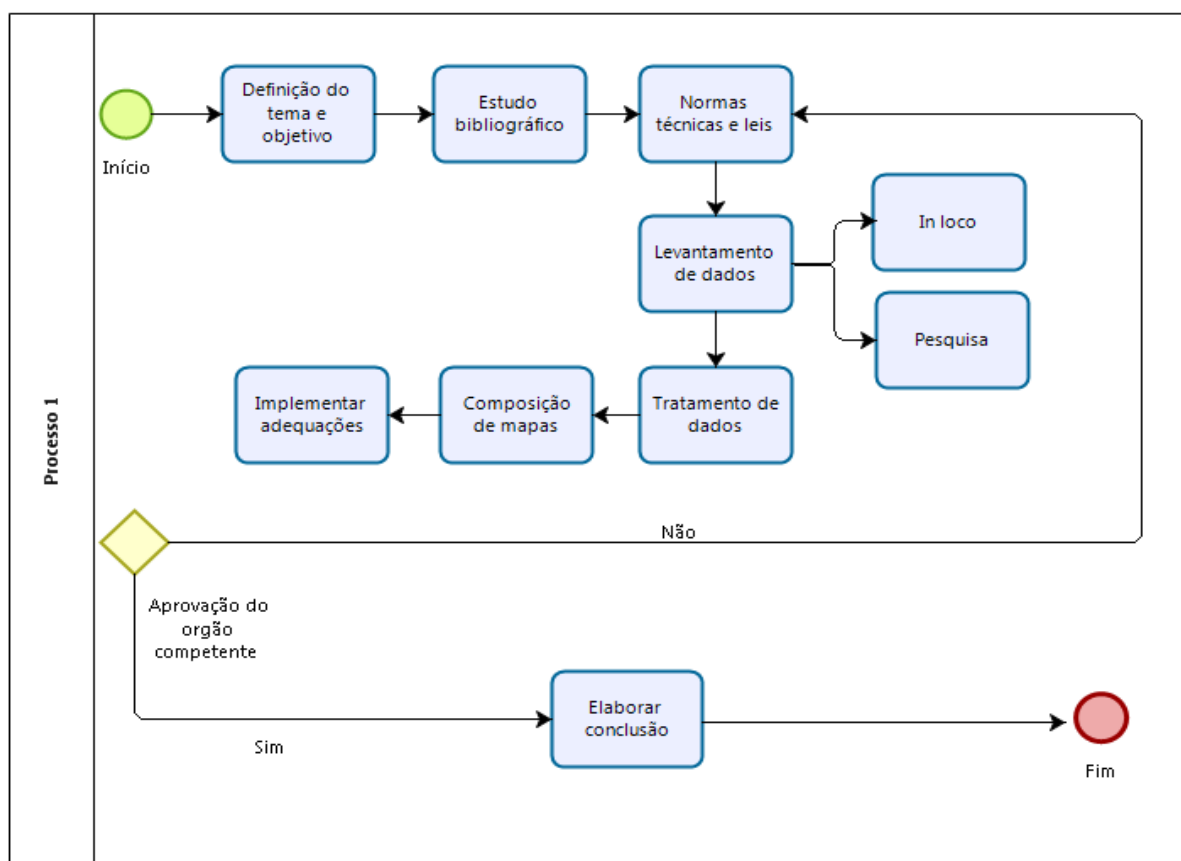 Processo 1
Início
Definição do
tema e
objetivo
Estudo
bibliográfico
Normas
técnicas e leis
Levantamento
de dados
In loco
Pesquisa
Implementar
adequações
Composição
de mapas
Tratamento de
dados
Não
Aprovação do
orgão
competente
Sim
Elaborar
conclusão
Fim